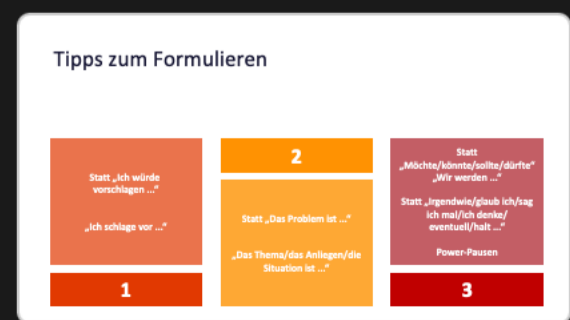 Tipps zum Formulieren
Statt „Ich würde
vorschlagen ...“
„Ich schlage vor ...“
1
2
Statt „Das Problem ist ...“
„Das Thema/das Anliegen/die
Situation ist ...“
Statt
„Möchte/könnte/sollte/dürfte“
„Wir werden ...“
Statt „Irgendwie/glaub ich/sag
ich mal/ich denke/
eventuell/halt ...“
Power-Pausen
3